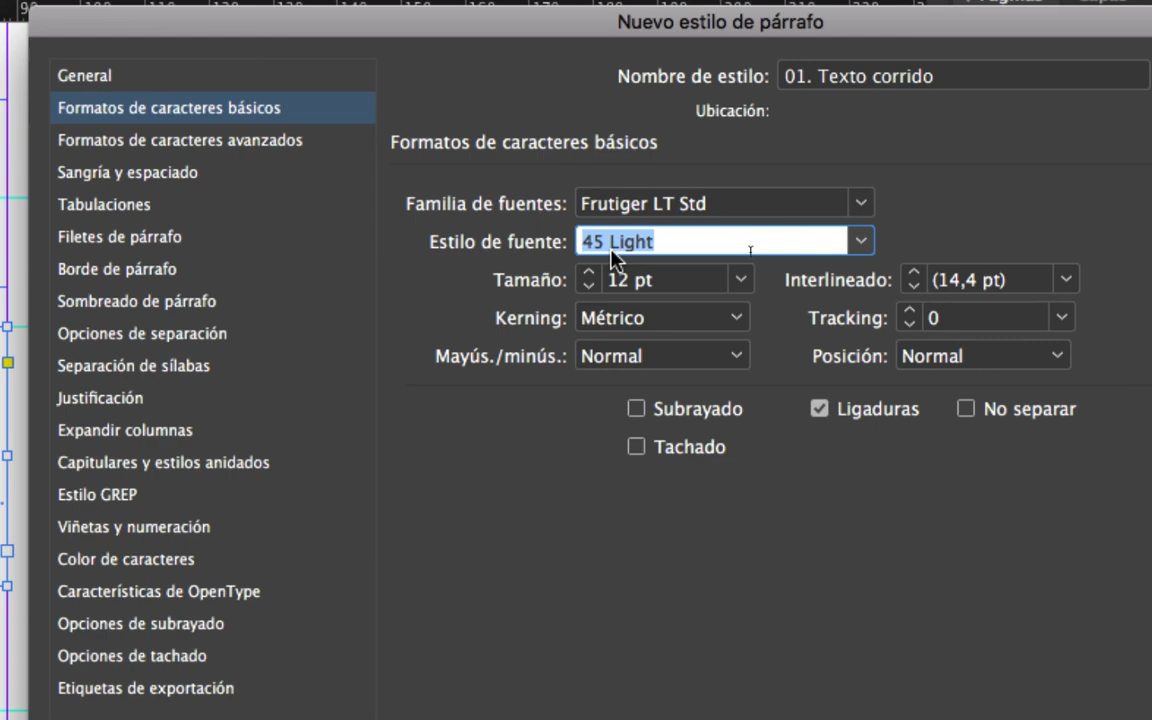 Nuevo estilo de párrafo
General
Formatos de caracteres básicos
Formatos de caracteres avanzados
Sangría y espaciado
Tabulaciones
Filetes de párrafo
Borde de párrafo
Sombreado de párrafo
Opciones de separación
Separación de sílabas
Justificación
Expandir columnas
Capitulares y estilos anidados
Estilo GREP
Viñetas y numeración
Color de caracteres
Características de OpenType
Opciones de subrayado
Opciones de tachado
Etiquetas de exportación
Nombre de estilo: 01. Texto corrido
Ubicación:
Formatos de caracteres básicos
Familia de fuentes: Frutiger LT Std
Estilo de fuente: 45 Light
Tamaño: 12 pt Interlineado: (14,4 pt)
Kerning: Métrico Tracking: 0
Mayús./minús.: Normal Posición: Normal
Subrayado Ligaduras No separar
Tachado